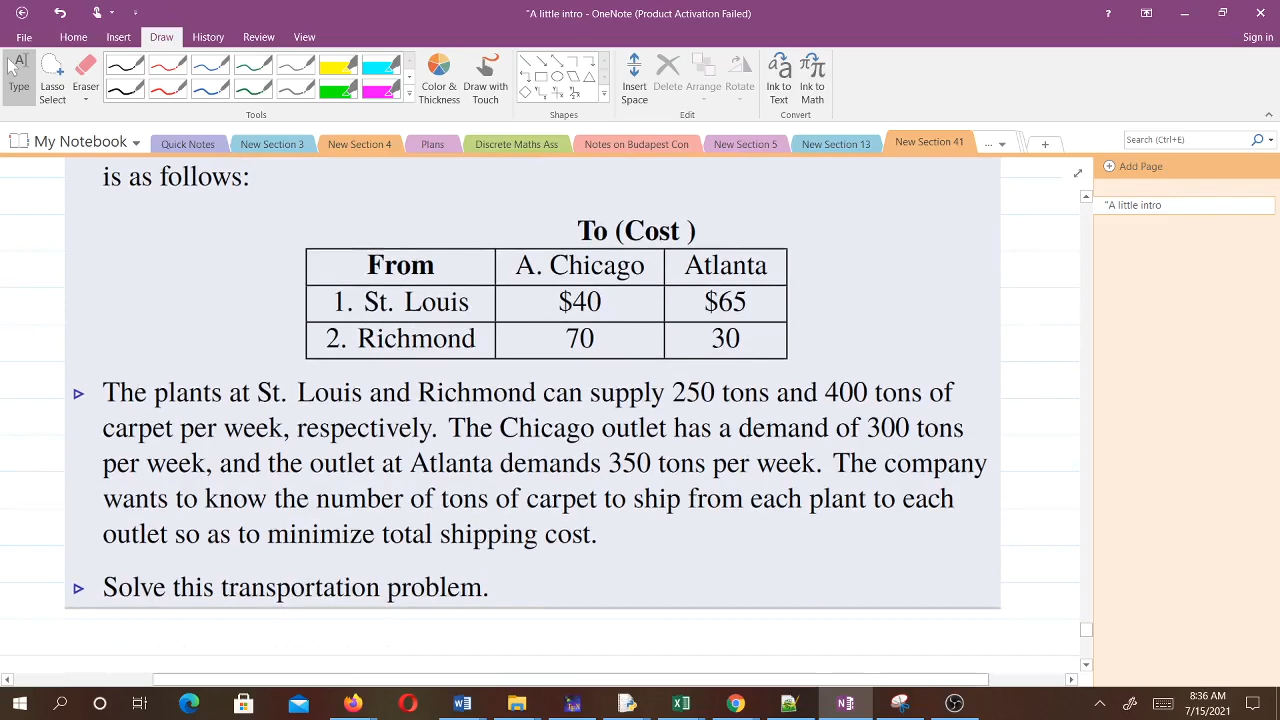 "A little intro - OneNote (Product Activation Failed)
File Home Insert Draw History Review View Sign in
Type
Lasso Select
Eraser
Color & Thickness
Draw with Touch
Insert Space
Delete
Arrange
Rotate
Ink to Text
Ink to Math
Tools Shapes Edit Convert
My Notebook Quick Notes New Section 3 New Section 4 Plans Discrete Maths Ass Notes on Budapest Con New Section 5 New Section 13 New Section 41 ... Search (Ctrl+E)
Add Page
"A little intro
is as follows:
To (Cost )
From A. Chicago Atlanta
1. St. Louis $40 $65
2. Richmond 70 30
The plants at St. Louis and Richmond can supply 250 tons and 400 tons of
carpet per week, respectively. The Chicago outlet has a demand of 300 tons
per week, and the outlet at Atlanta demands 350 tons per week. The company
wants to know the number of tons of carpet to ship from each plant to each
outlet so as to minimize total shipping cost.
Solve this transportation problem.
8:36 AM
7/15/2021